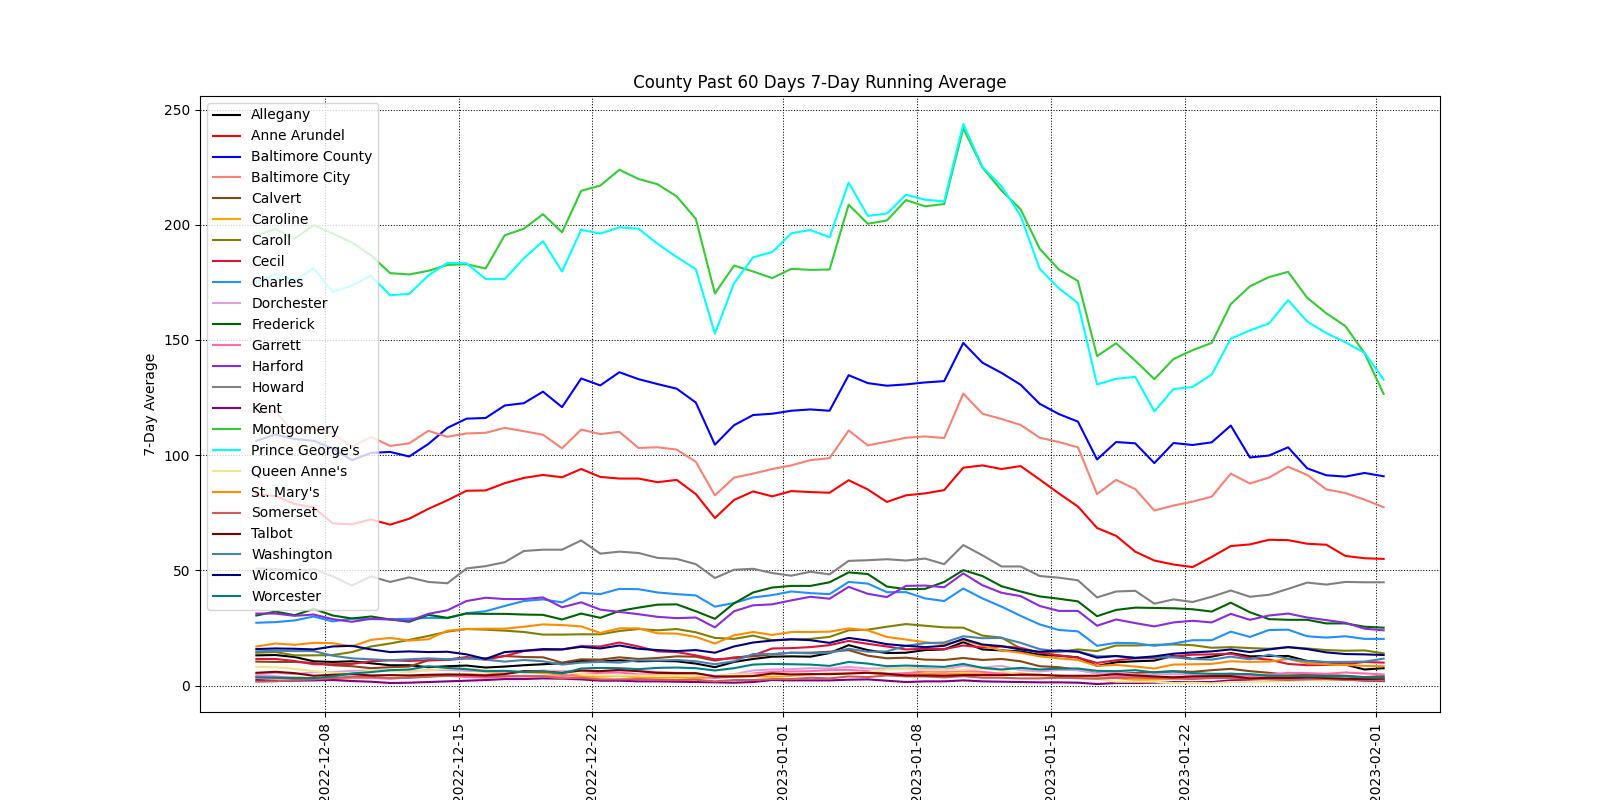 County Past 60 Days 7-Day Running Average
250
200
150
100
50
0
7-Day Average
Allegany
Anne Arundel
Baltimore County
Baltimore City
Calvert
Caroline
Caroll
Cecil
Charles
Dorchester
Frederick
Garrett
Harford
Howard
Kent
Montgomery
Prince George's
Queen Anne's
St. Mary's
Somerset
Talbot
Washington
Wicomico
Worcester
2022-12-08
2022-12-15
2022-12-22
2023-01-01
2023-01-08
2023-01-15
2023-01-22
2023-02-01